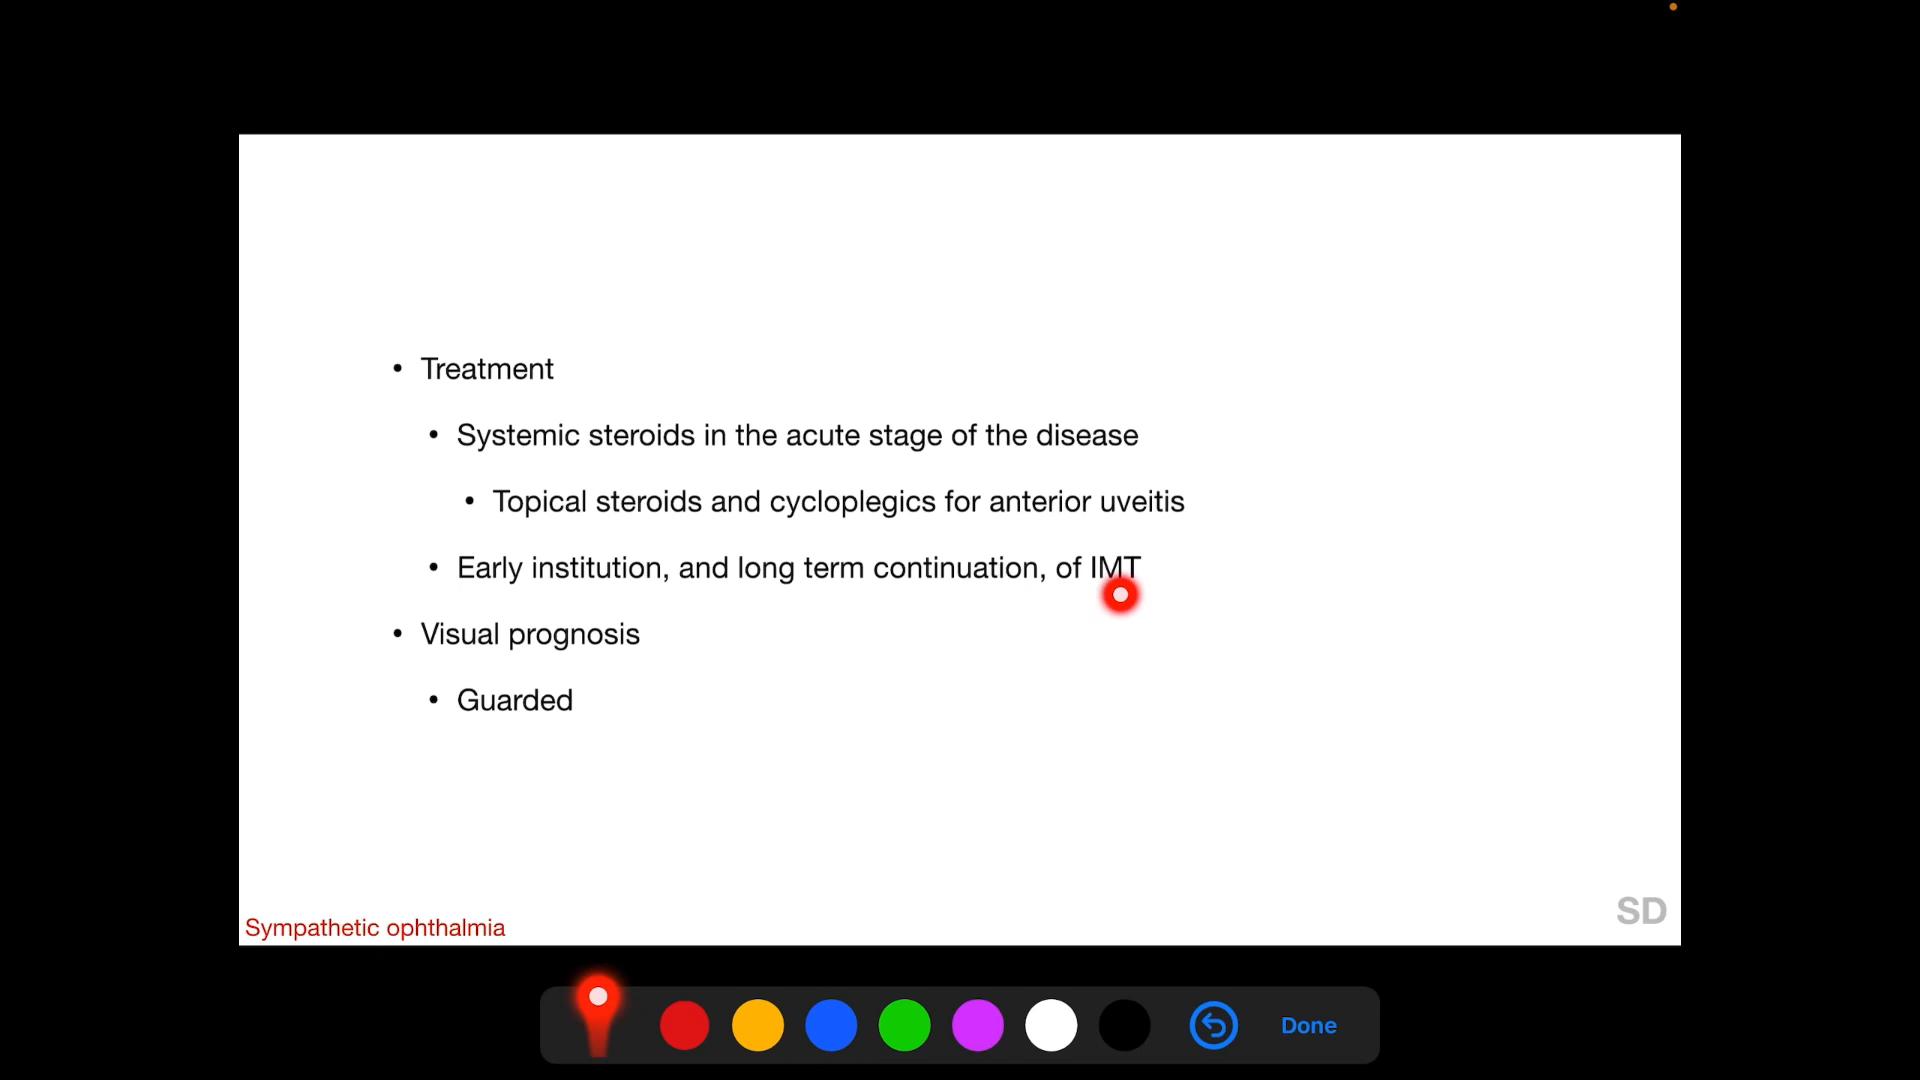 • Treatment
• Systemic steroids in the acute stage of the disease
• Topical steroids and cycloplegics for anterior uveitis
• Early institution, and long term continuation, of IMT
• Visual prognosis
• Guarded
SD
Sympathetic ophthalmia
Done